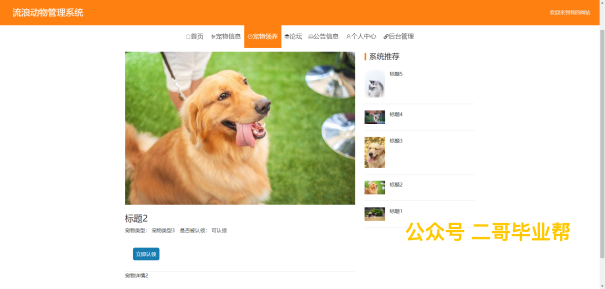 流浪动物管理系统
欢迎来到我的网站
首页 宠物信息 宠物领养 论坛 公告信息 个人中心 后台管理
系统推荐
标题5
标题4
标题3
标题2
标题1
标题2
宠物类型： 宠物类型3 是否被认领： 可认领
立即认领
宠物详情2
公众号 二哥毕业帮